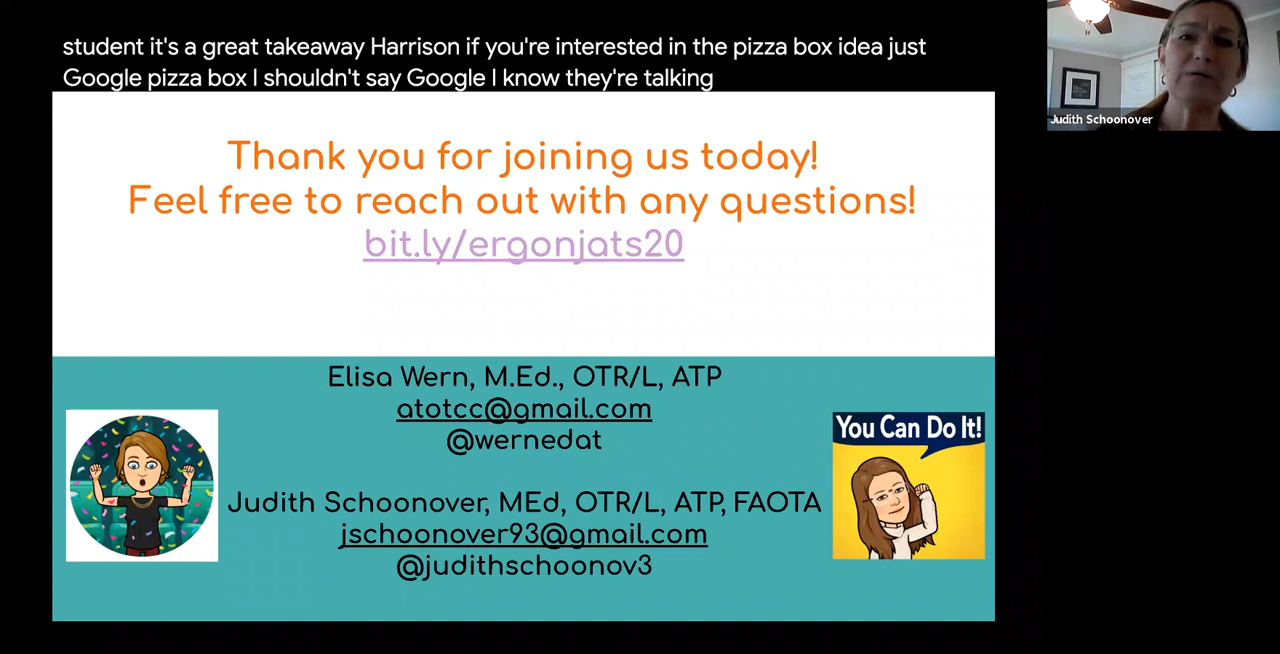 student it's a great takeaway Harrison if you're interested in the pizza box idea just
Google pizza box I shouldn't say Google I know they're talking
Judith Schoonover
Thank you for joining us today!
Feel free to reach out with any questions!
bit.ly/ergonjats20
Elisa Wern, M.Ed., OTR/L, ATP
atotcc@gmail.com
@wernedat
You Can Do It!
Judith Schoonover, MEd, OTR/L, ATP, FAOTA
jschoonover93@gmail.com
@judithschoonov3